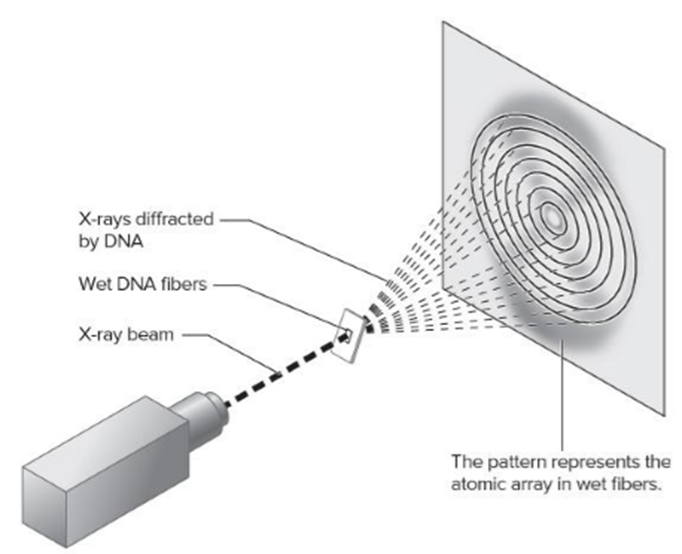 X-rays diffracted
by DNA
Wet DNA fibers
X-ray beam
The pattern represents the
atomic array in wet fibers.